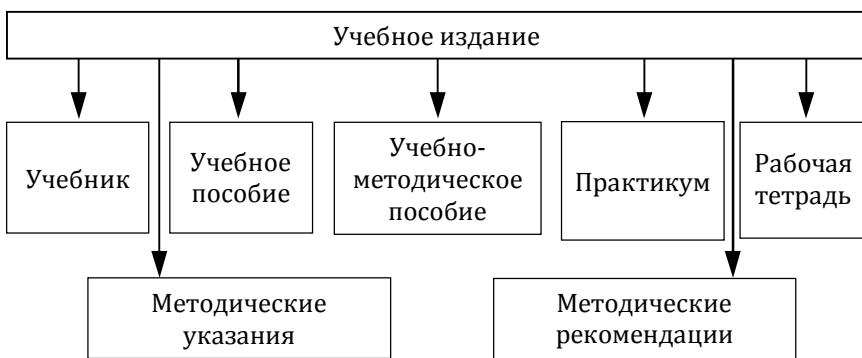 Учебное издание
Учебник
Учебное
пособие
Учебно-
методическое
пособие
Практикум
Рабочая
тетрадь
Методические
указания
Методические
рекомендации